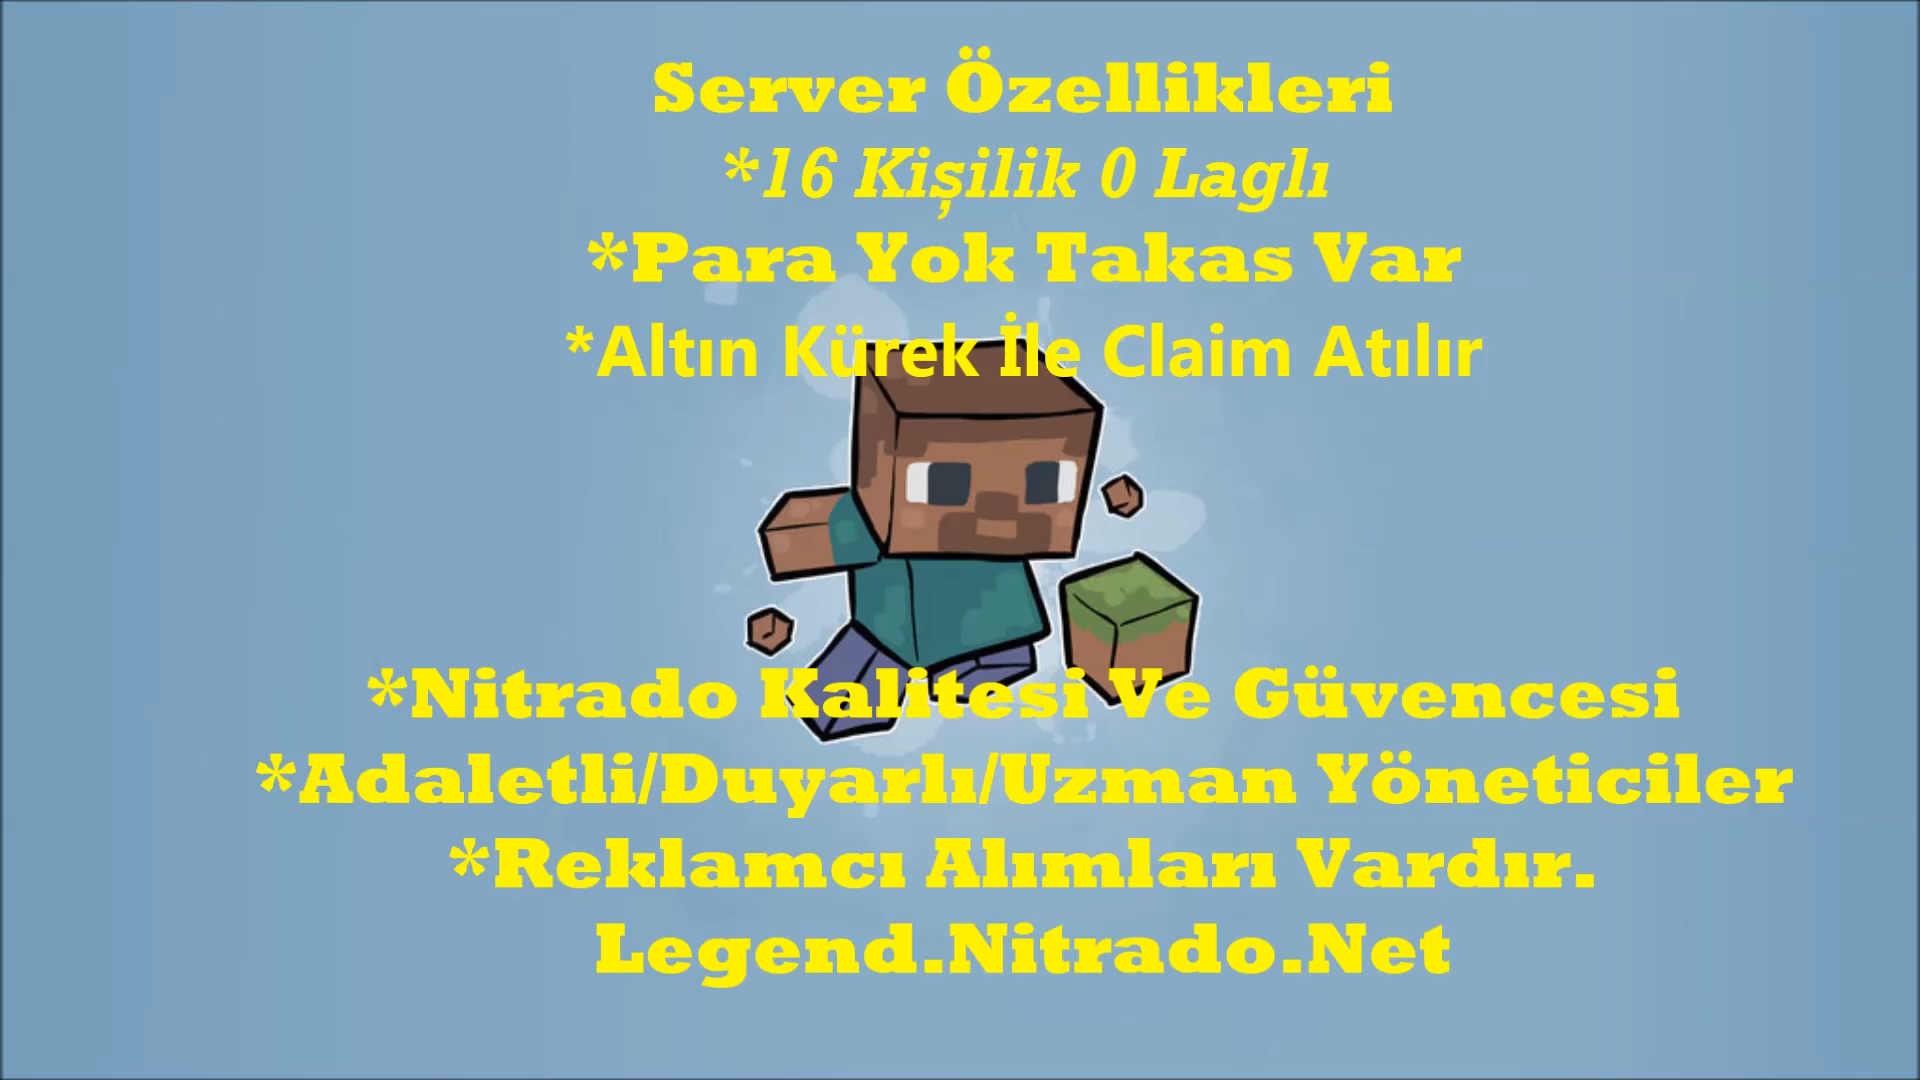 Server Özellikleri
*16 Kişilik 0 Laglı
*Para Yok Takas Var
*Altın Kürek İle Claim Atılır
*Nitrado Kalitesi Ve Güvencesi
*Adaletli/Duyarlı/Uzman Yöneticiler
*Reklamcı Alımları Vardır.
Legend.Nitrado.Net